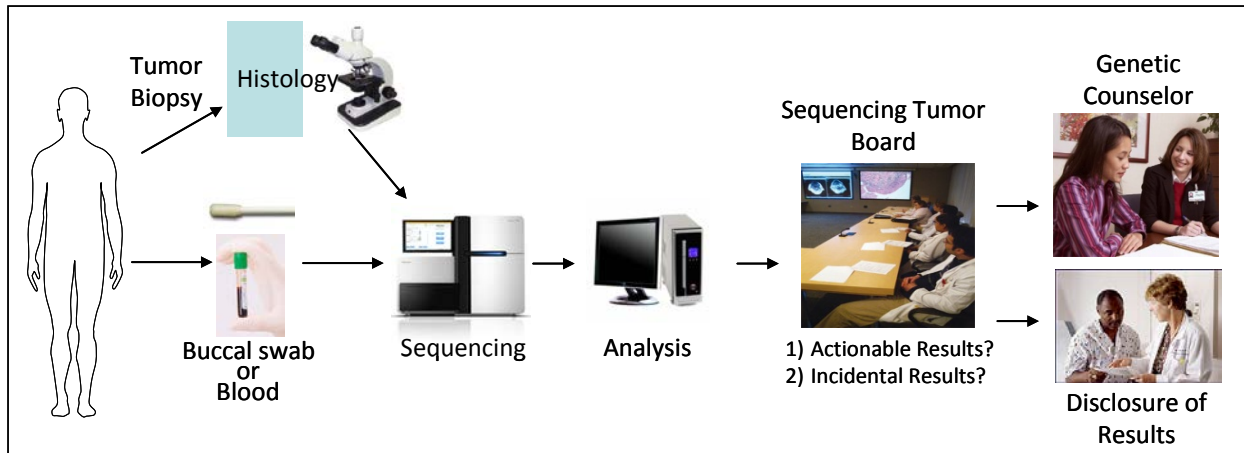 Tumor
Biopsy
Histology
Buccal swab
or
Blood
Sequencing
Analysis
Sequencing Tumor
Board
1) Actionable Results?
2) Incidental Results?
Genetic
Counselor
Disclosure of
Results